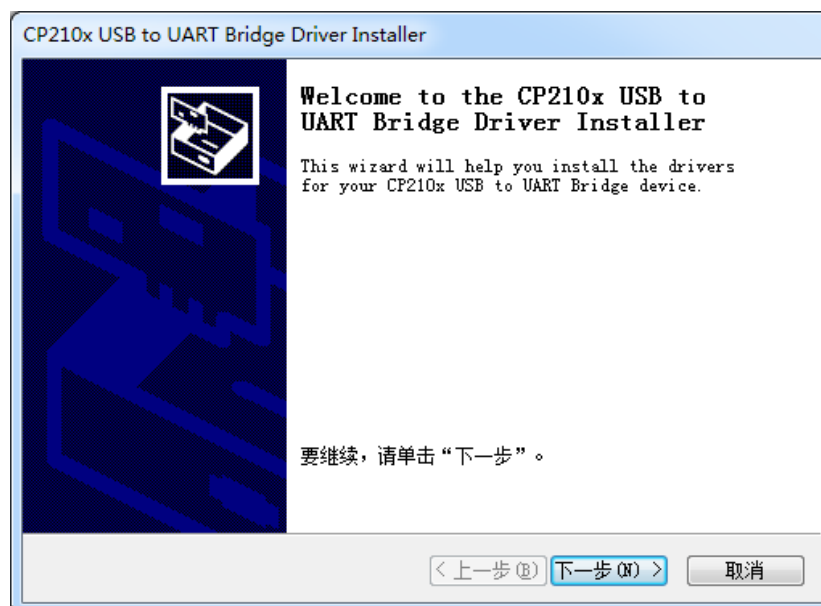 CP210x USB to UART Bridge Driver Installer
Welcome to the CP210x USB to
UART Bridge Driver Installer
This wizard will help you install the drivers
for your CP210x USB to UART Bridge device.
要继续，请单击“下一步”。
< 上一步(B) 下一步(N) > 取消